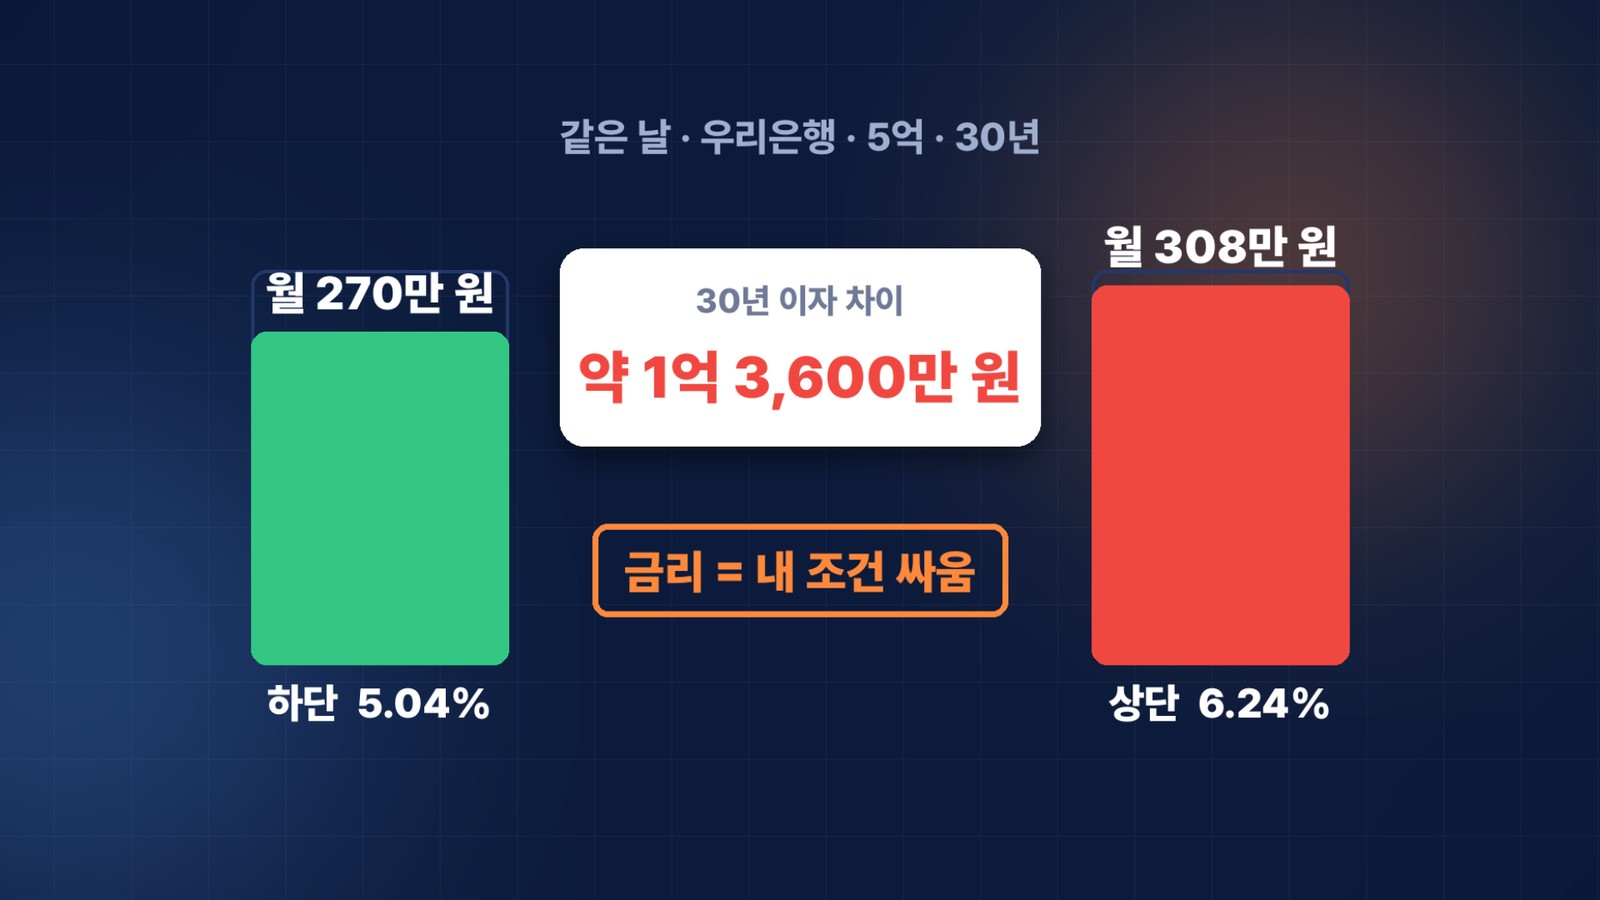 같은 날 · 우리은행 · 5억 · 30년
월 270만 원
30년 이자 차이
약 1억 3,600만 원
월 308만 원
금리 = 내 조건 싸움
하단 5.04%
상단 6.24%